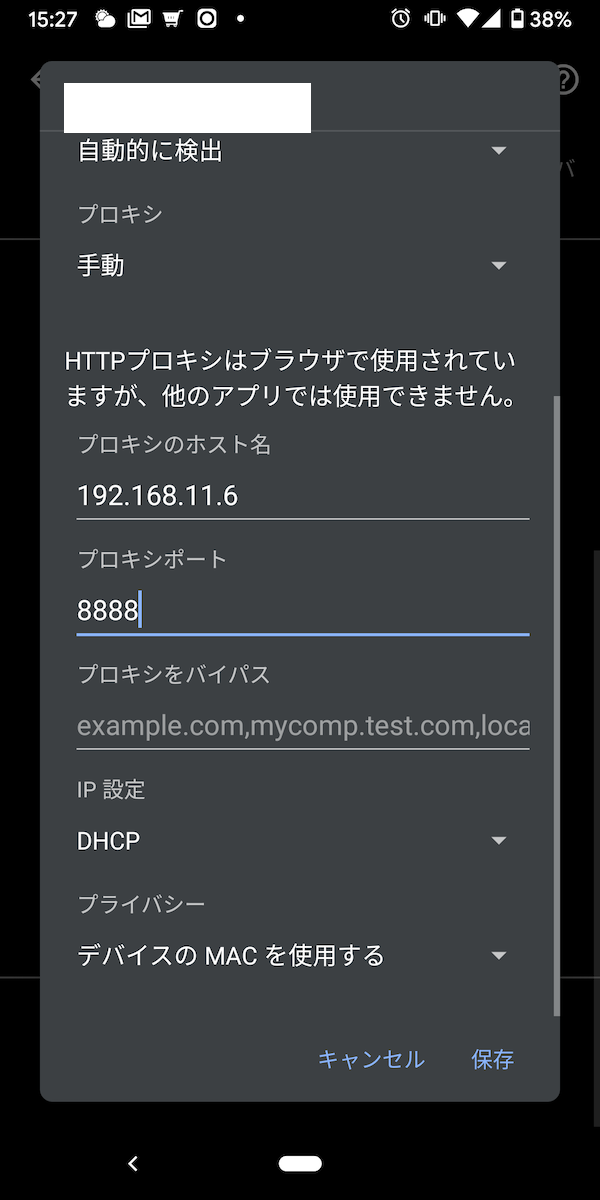 15:27
38%
バ
自動的に検出
プロキシ
手動
HTTPプロキシはブラウザで使用されてい
ますが、他のアプリでは使用できません。
プロキシのホスト名
192.168.11.6
プロキシポート
8888
プロキシをバイパス
example.com,mycomp.test.com,loca
IP 設定
DHCP
プライバシー
デバイスの MAC を使用する
キャンセル
保存